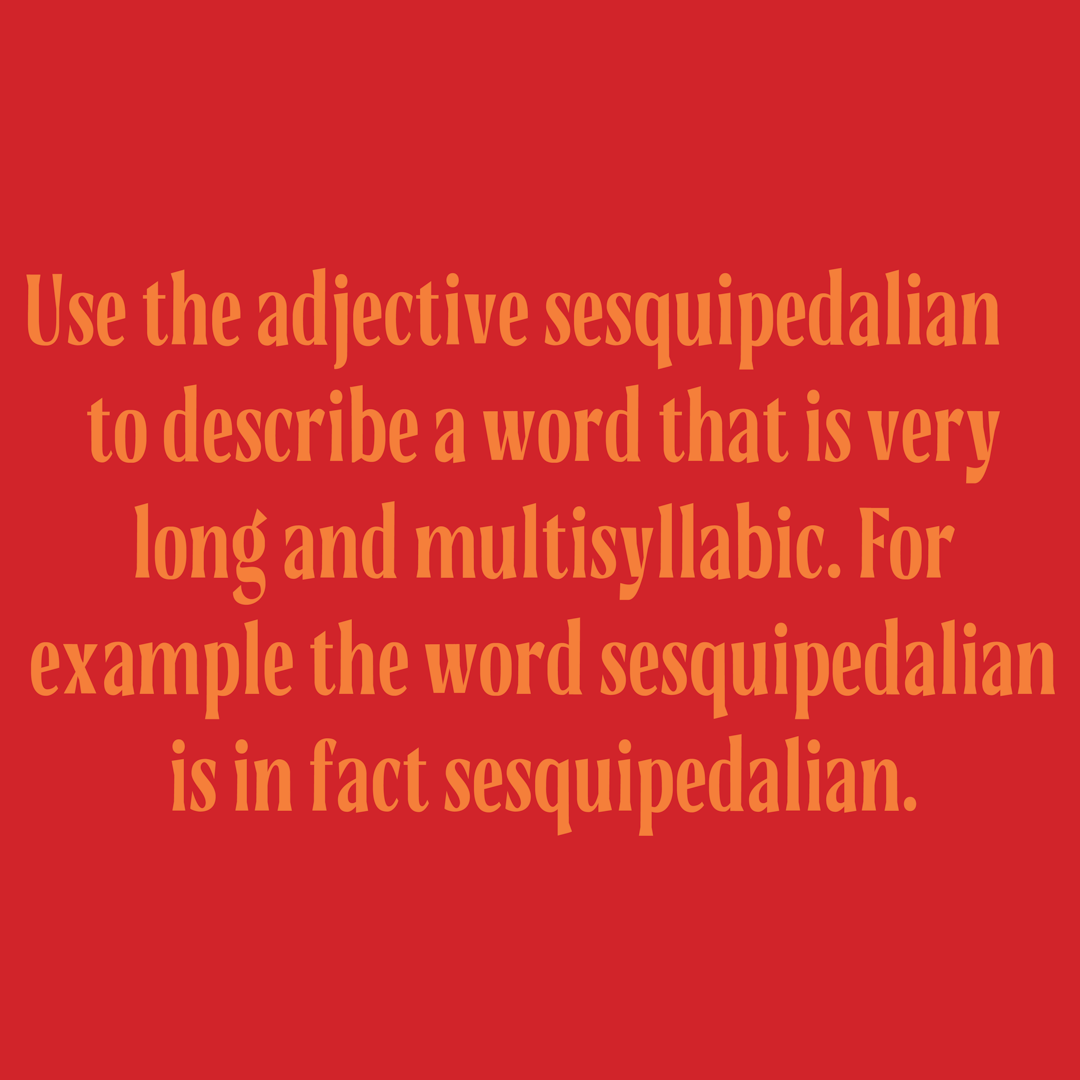 Use the adjective sesquipedalian
to describe a word that is very
long and multisyllabic. For
example the word sesquipedalian
is in fact sesquipedalian.